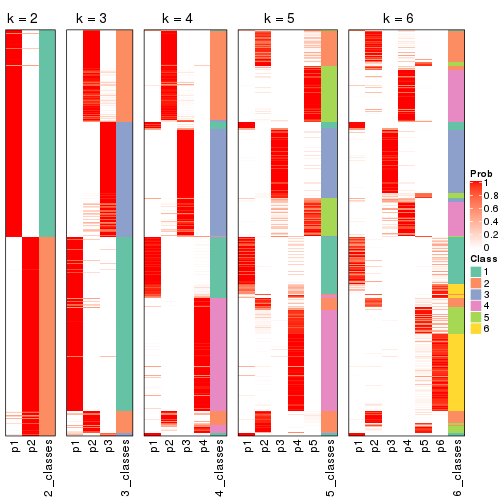 k = 2
k = 3
k = 4
k = 5
k = 6
p1
p2
2_classes
p1
p2
p3
3_classes
p1
p2
p3
p4
4_classes
p1
p2
p3
p4
p5
5_classes
p1
p2
p3
p4
p5
p6
6_classes
Prob
1
0.8
0.6
0.4
0.2
0
Class
1
2
3
4
5
6